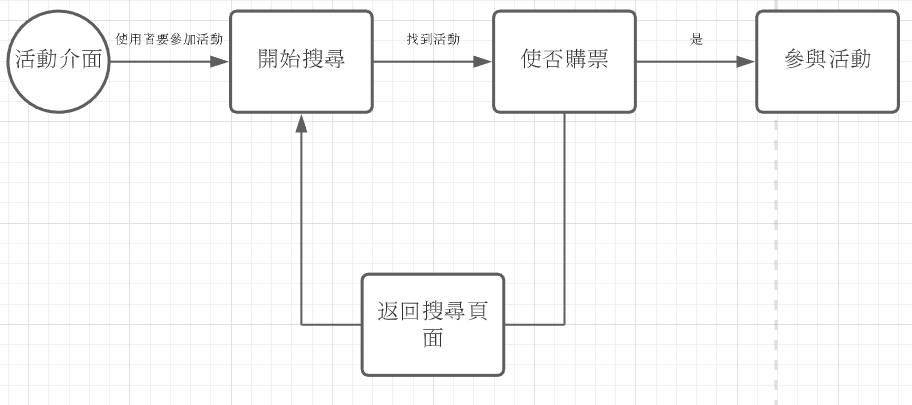 活動介面
使用者要參加活動
開始搜尋
找到活動
使否購票
是
參與活動
返回搜尋頁
面